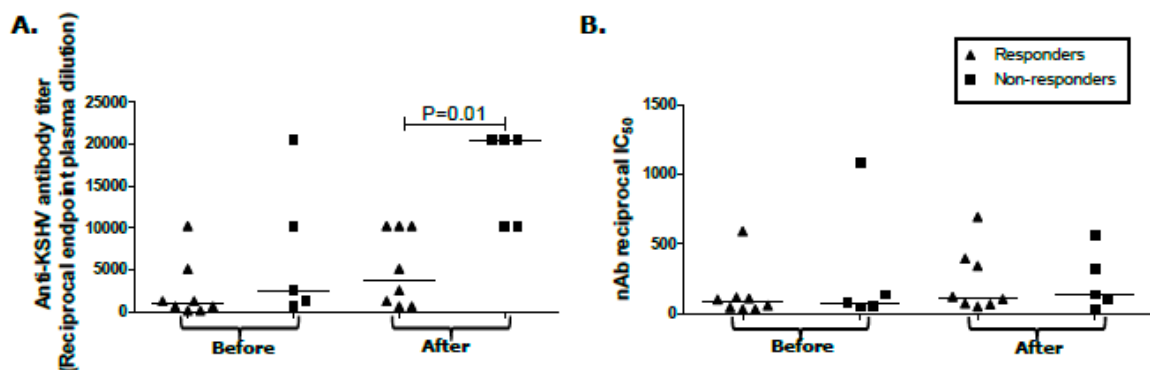 A.
B.
Responders
Non-responders
Anti-KSHV antibody titer
[Reciprocal endpoint plasma dilution)
25000
20000
15000
10000
5000
0
P=0.01
Before
After
nAb reciprocal IC50
1500
1000
500
0
Before
After